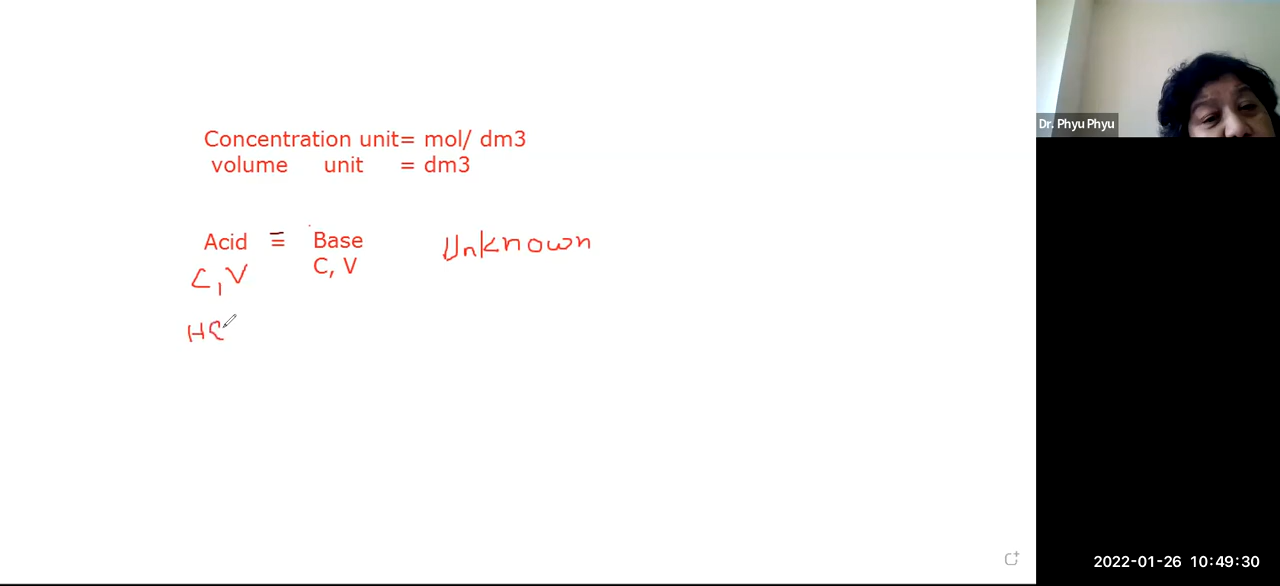 Concentration unit= mol/ dm3
volume unit = dm3
Acid ≡ Base Unknown
C, V C, V
Dr. Phyu Phyu
2022-01-26 10:49:30